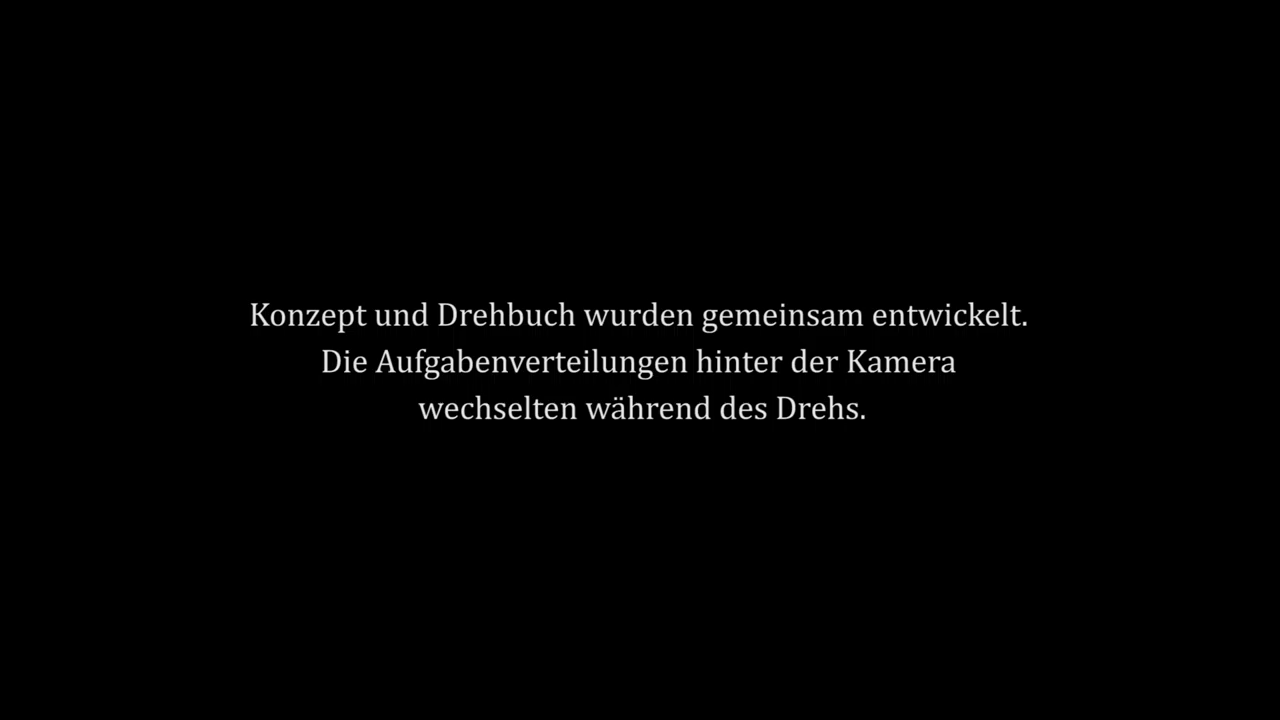 Konzept und Drehbuch wurden gemeinsam entwickelt.
Die Aufgabenverteilungen hinter der Kamera
wechselten während des Drehs.